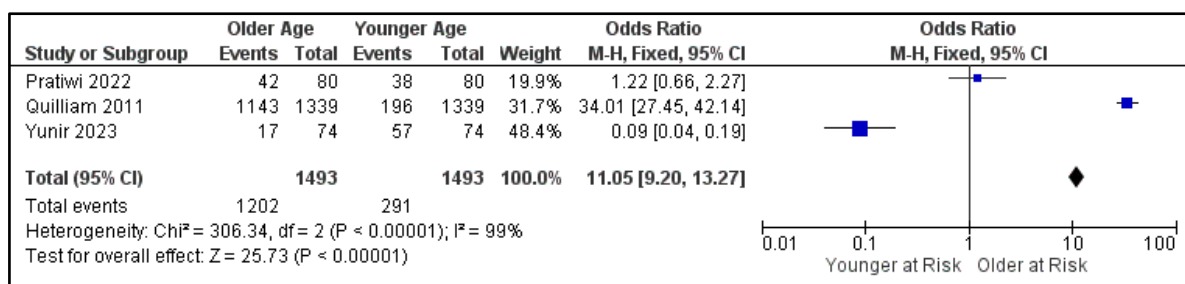 Older Age Younger Age Odds Ratio Odds Ratio
Study or Subgroup Events Total Events Total Weight M-H, Fixed, 95% CI M-H, Fixed, 95% CI
Pratiwi 2022 42 80 38 80 19.9% 1.22 [0.66, 2.27]
Quilliam 2011 1143 1339 196 1339 31.7% 34.01 [27.45, 42.14]
Yunir 2023 17 74 57 74 48.4% 0.09 [0.04, 0.19]
Total (95% CI) 1493 1493 100.0% 11.05 [9.20, 13.27]
Total events 1202 291
Heterogeneity: Chi² = 306.34, df = 2 (P < 0.00001); I² = 99%
Test for overall effect: Z = 25.73 (P < 0.00001)
0.01 0.1 1 10 100
Younger at Risk Older at Risk